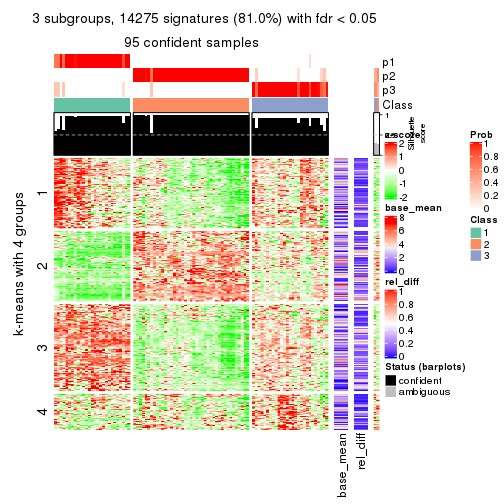 3 subgroups, 14275 signatures (81.0%) with fdr < 0.05
95 confident samples
p1
p2
p3
Class
1
Silhouette
score
k-means with 4 groups
1
2
3
4
base_mean
rel_diff
z-score
2
1
0
-2
base_mean
8
6
4
2
0
rel_diff
1
0.8
0.6
0.4
0.2
0
Status (barplots)
confident
ambiguous
Prob
1
0.8
0.6
0.4
0.2
0
Class
1
2
3